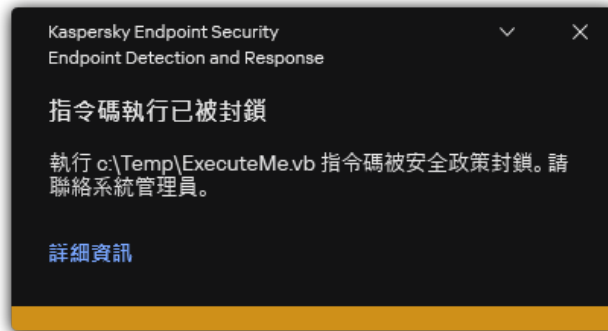 Kaspersky Endpoint Security
Endpoint Detection and Response
指令碼執行已被封鎖
執行 c:\Temp\ExecuteMe.vb 指令碼被安全政策封鎖。請
聯絡系統管理員。
詳細資訊